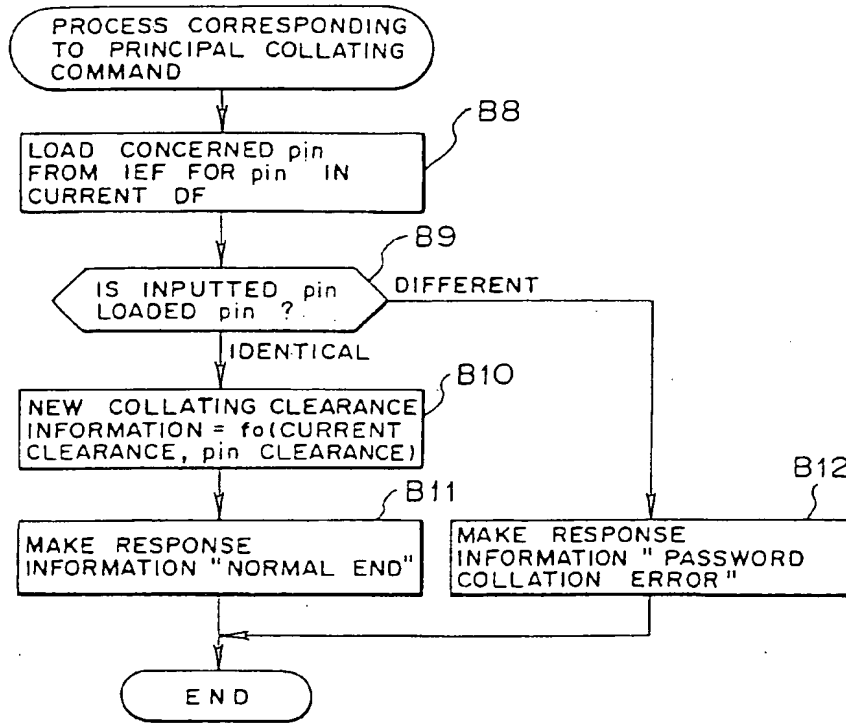 PROCESS CORRESPONDING
TO PRINCIPAL COLLATING
COMMAND
B8
LOAD CONCERNED pin
FROM IEF FOR pin IN
CURRENT DF
B9
IS INPUTTED pin
LOADED pin ?
DIFFERENT
IDENTICAL
B10
NEW COLLATING CLEARANCE
INFORMATION = fo(CURRENT
CLEARANCE, pin CLEARANCE)
B11
MAKE RESPONSE
INFORMATION "NORMAL END"
B12
MAKE RESPONSE
INFORMATION "PASSWORD
COLLATION ERROR"
END